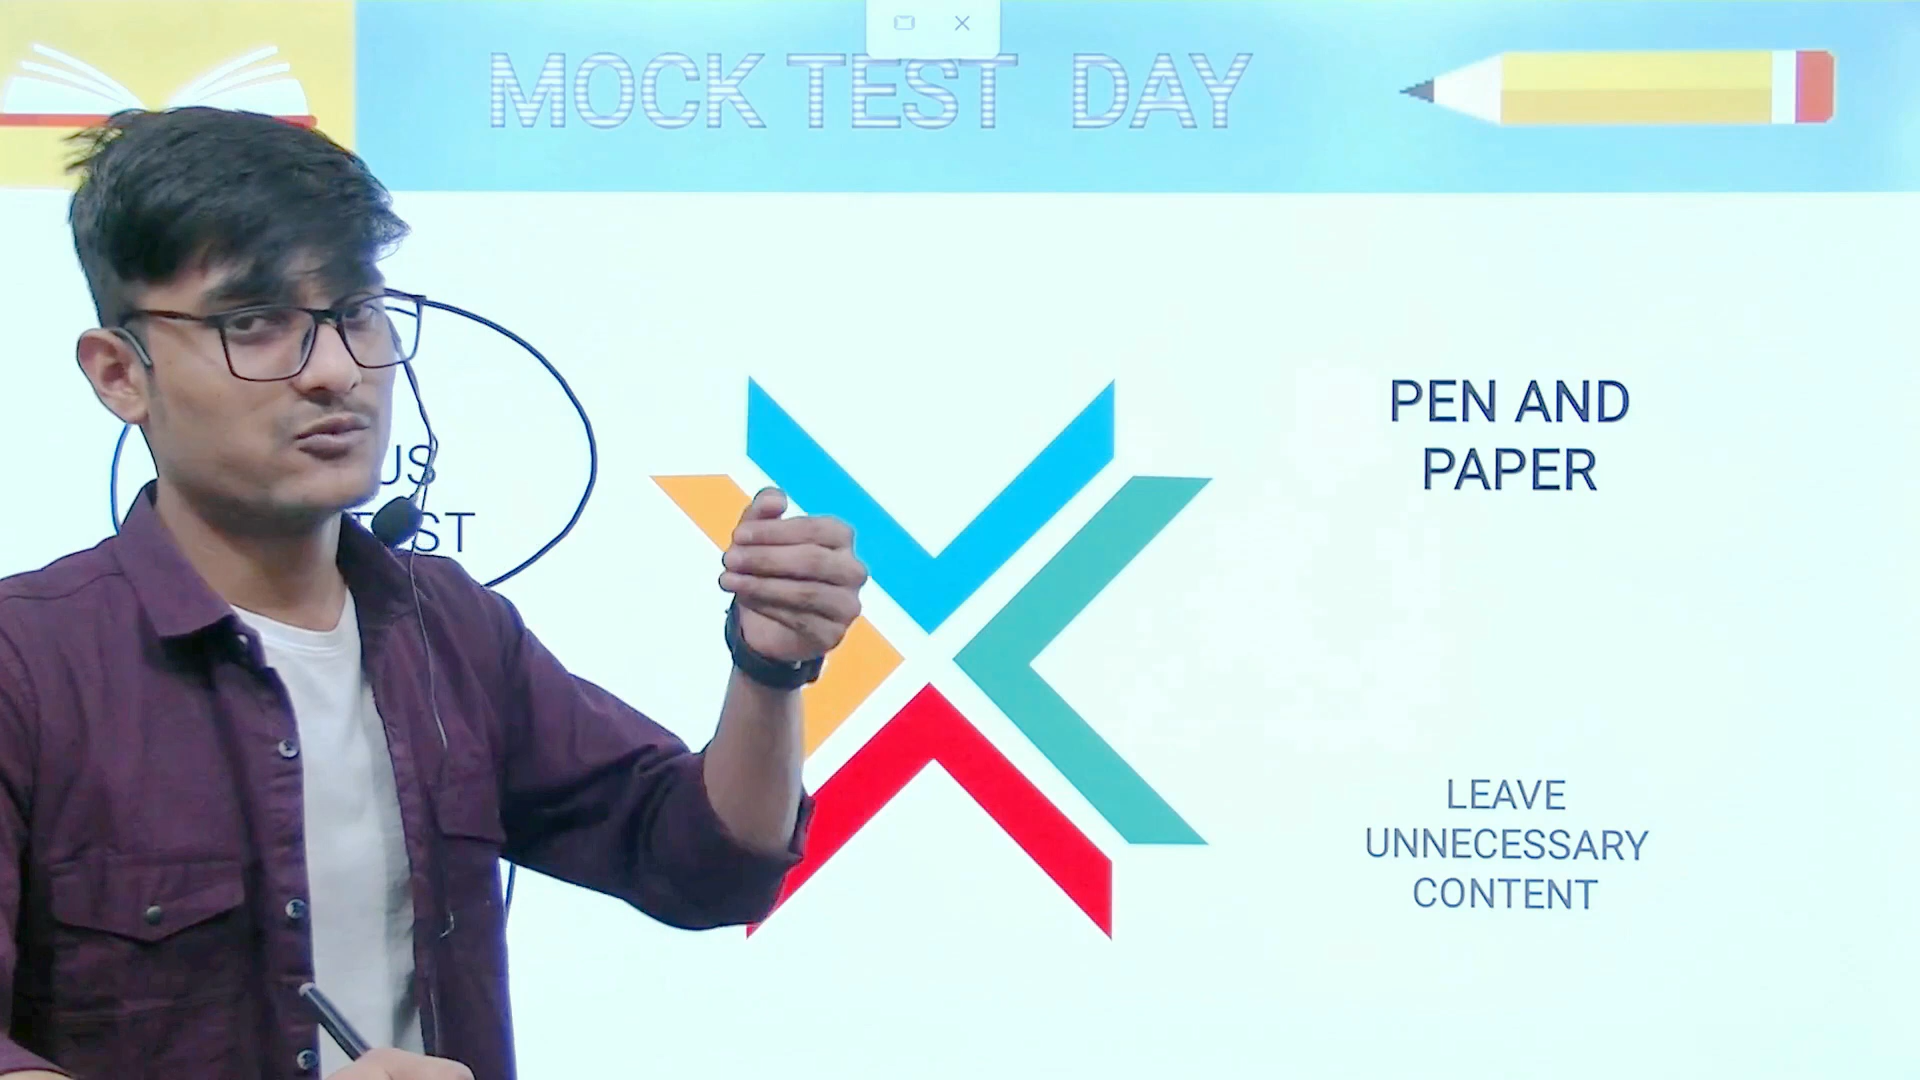 MOCK TEST DAY
PEN AND
PAPER
LEAVE
UNNECESSARY
CONTENT